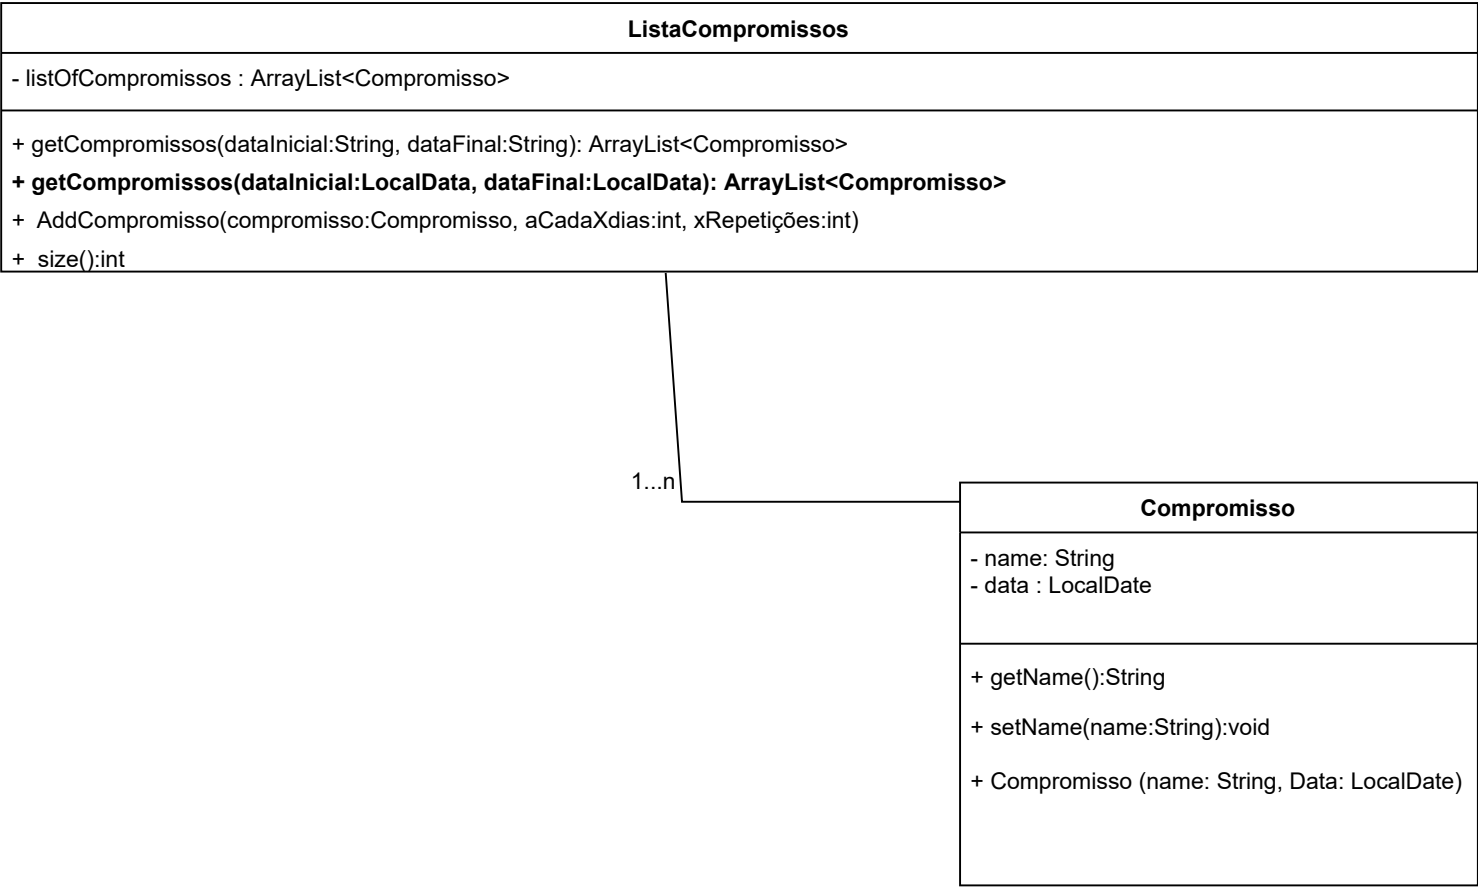 ListaCompromissos
- listOfCompromissos : ArrayList<Compromisso>
+ getCompromissos(dataInicial:String, dataFinal:String): ArrayList<Compromisso>
+ getCompromissos(dataInicial:LocalData, dataFinal:LocalData): ArrayList<Compromisso>
+ AddCompromisso(compromisso:Compromisso, aCadaXdias:int, xRepetições:int)
+ size():int
1...n
Compromisso
- name: String
- data : LocalDate
+ getName():String
+ setName(name:String):void
+ Compromisso (name: String, Data: LocalDate)